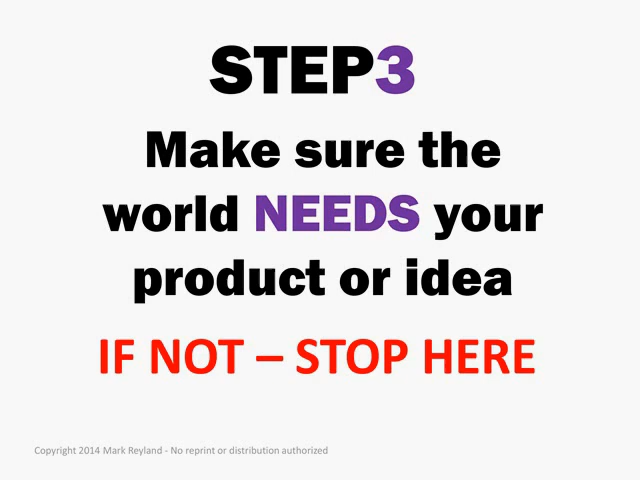 STEP3
Make sure the
world NEEDS your
product or idea
IF NOT – STOP HERE
Copyright 2014 Mark Reyland - No reprint or distribution authorized